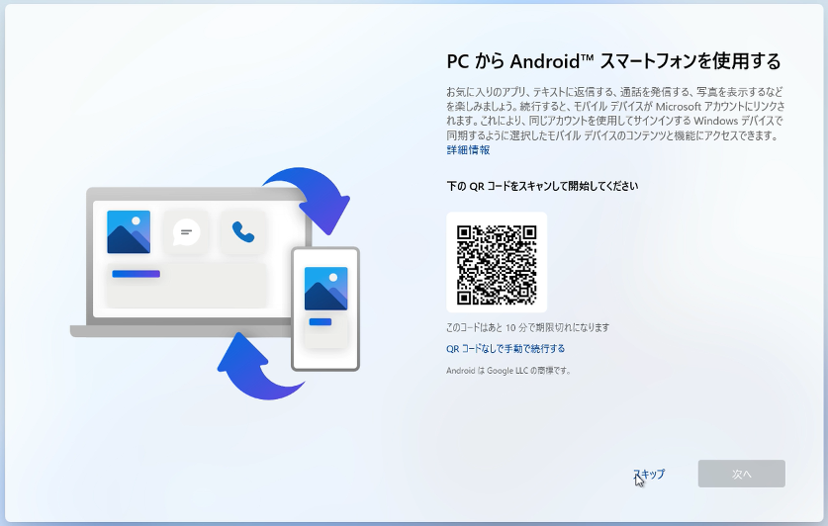 PC から Android™ スマートフォンを使用する
お気に入りのアプリ、テキストに返信する、通話を発信する、写真を表示するなど
を楽しみましょう。続行すると、モバイル デバイスが Microsoft アカウントにリンクさ
れます。これにより、同じアカウントを使用してサインインする Windows デバイスで
同期するように選択したモバイル デバイスのコンテンツと機能にアクセスできます。
詳細情報
下の QR コードをスキャンして開始してください
このコードはあと 10 分で期限切れになります
QR コードなしで手動で続行する
Android は Google LLC の商標です。
スキップ
次へ